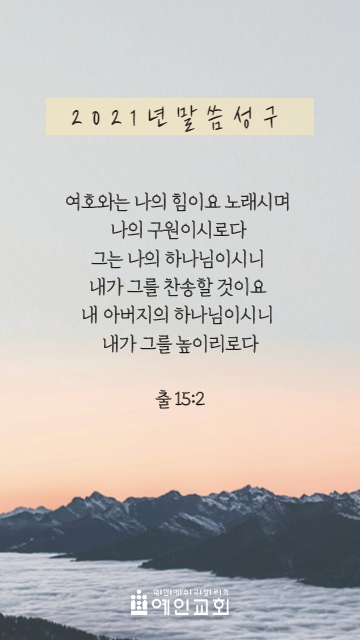 2021년말씀성구
여호와는 나의 힘이요 노래시며
나의 구원이시로다
그는 나의 하나님이시니
내가 그를 찬송할 것이요
내 아버지의 하나님이시니
내가 그를 높이리로다
출 15:2
예인교회